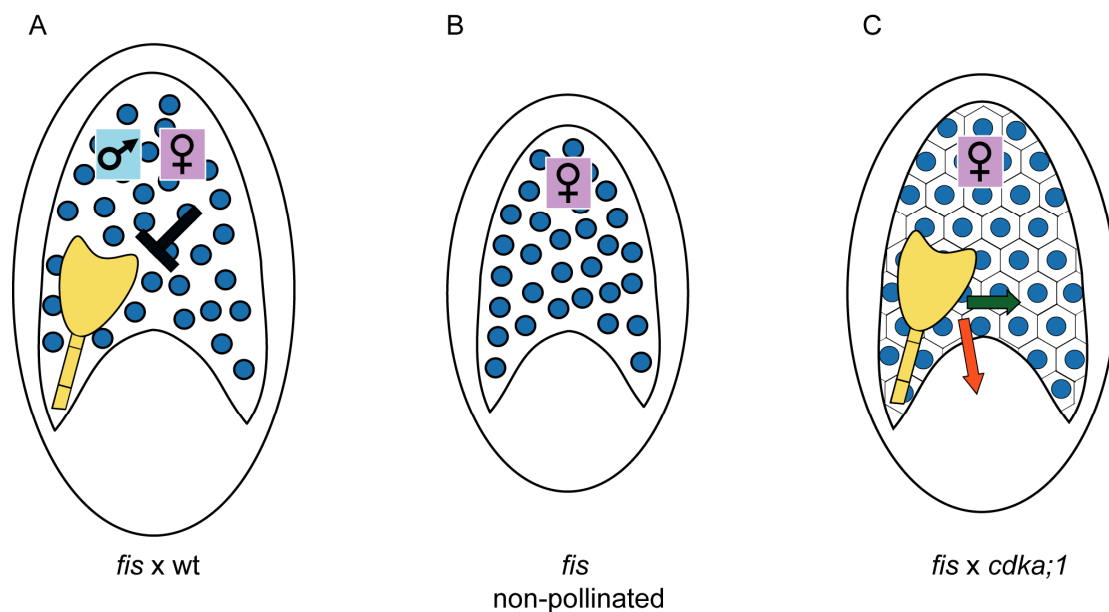 A
B
C
fis x wt
fis
non-pollinated
fis x cdka;1